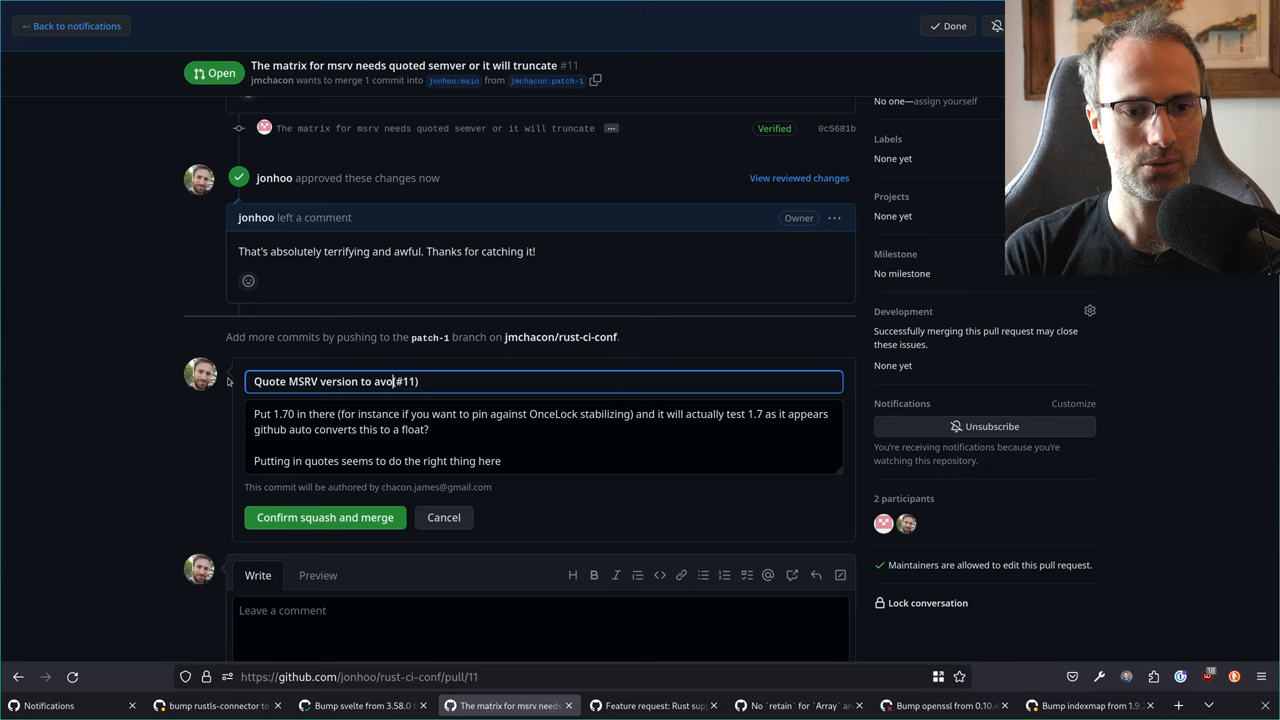 ← Back to notifications
Done
Open
The matrix for msrv needs quoted semver or it will truncate #11
jmchacon wants to merge 1 commit into jonhoo:main from jmchacon:patch-1
No one—assign yourself
The matrix for msrv needs quoted semver or it will truncate ...
Verified
0c5681b
Labels
None yet
jonhoo approved these changes now
View reviewed changes
Projects
None yet
jonhoo left a comment
Owner
That's absolutely terrifying and awful. Thanks for catching it!
Milestone
No milestone
Development
Successfully merging this pull request may close these issues.
None yet
Add more commits by pushing to the patch-1 branch on jmchacon/rust-ci-conf.
Quote MSRV version to avo(#11)
Put 1.70 in there (for instance if you want to pin against OnceLock stabilizing) and it will actually test 1.7 as it appears
github auto converts this to a float?
Putting in quotes seems to do the right thing here
This commit will be authored by chacon.james@gmail.com
Confirm squash and merge
Cancel
Notifications
Customize
Unsubscribe
You're receiving notifications because you're
watching this repository.
2 participants
Maintainers are allowed to edit this pull request.
Lock conversation
Write
Preview
Leave a comment
https://github.com/jonhoo/rust-ci-conf/pull/11
18
Notifications
bump rustls-connector to
Bump svelte from 3.58.0 to
The matrix for msrv needs
Feature request: Rust sup
No `retain` for `Array` an
Bump openssl from 0.10.4
Bump indexmap from 1.9.